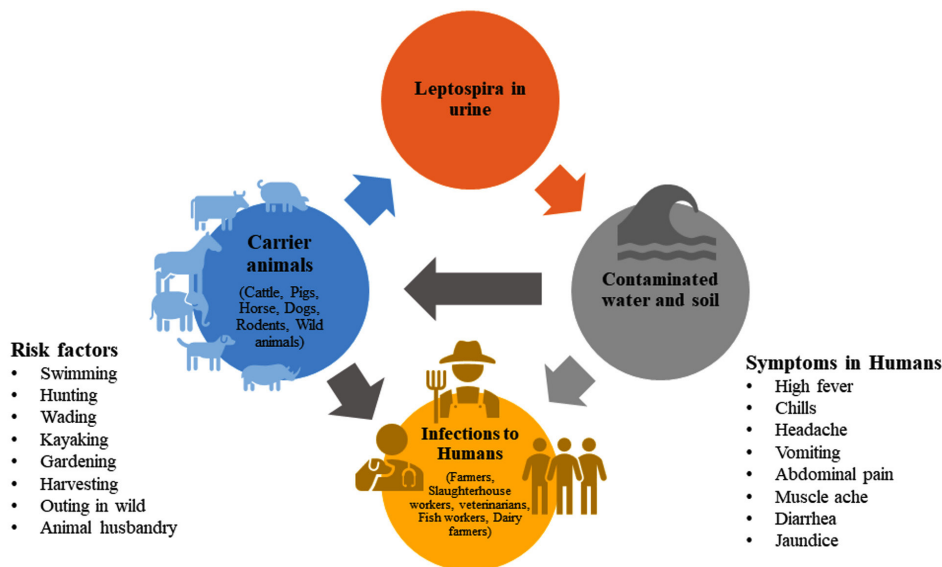 Leptospira in
urine
Carrier
animals
(Cattle, Pigs,
Horse, Dogs,
Rodents, Wild
animals)
Contaminated
water and soil
Risk factors
• Swimming
• Hunting
• Wading
• Kayaking
• Gardening
• Harvesting
• Outing in wild
• Animal husbandry
Infections to
Humans
(Farmers,
Slaughterhouse
workers, veterinarians,
Fish workers, Dairy
farmers)
Symptoms in Humans
• High fever
• Chills
• Headache
• Vomiting
• Abdominal pain
• Muscle ache
• Diarrhea
• Jaundice